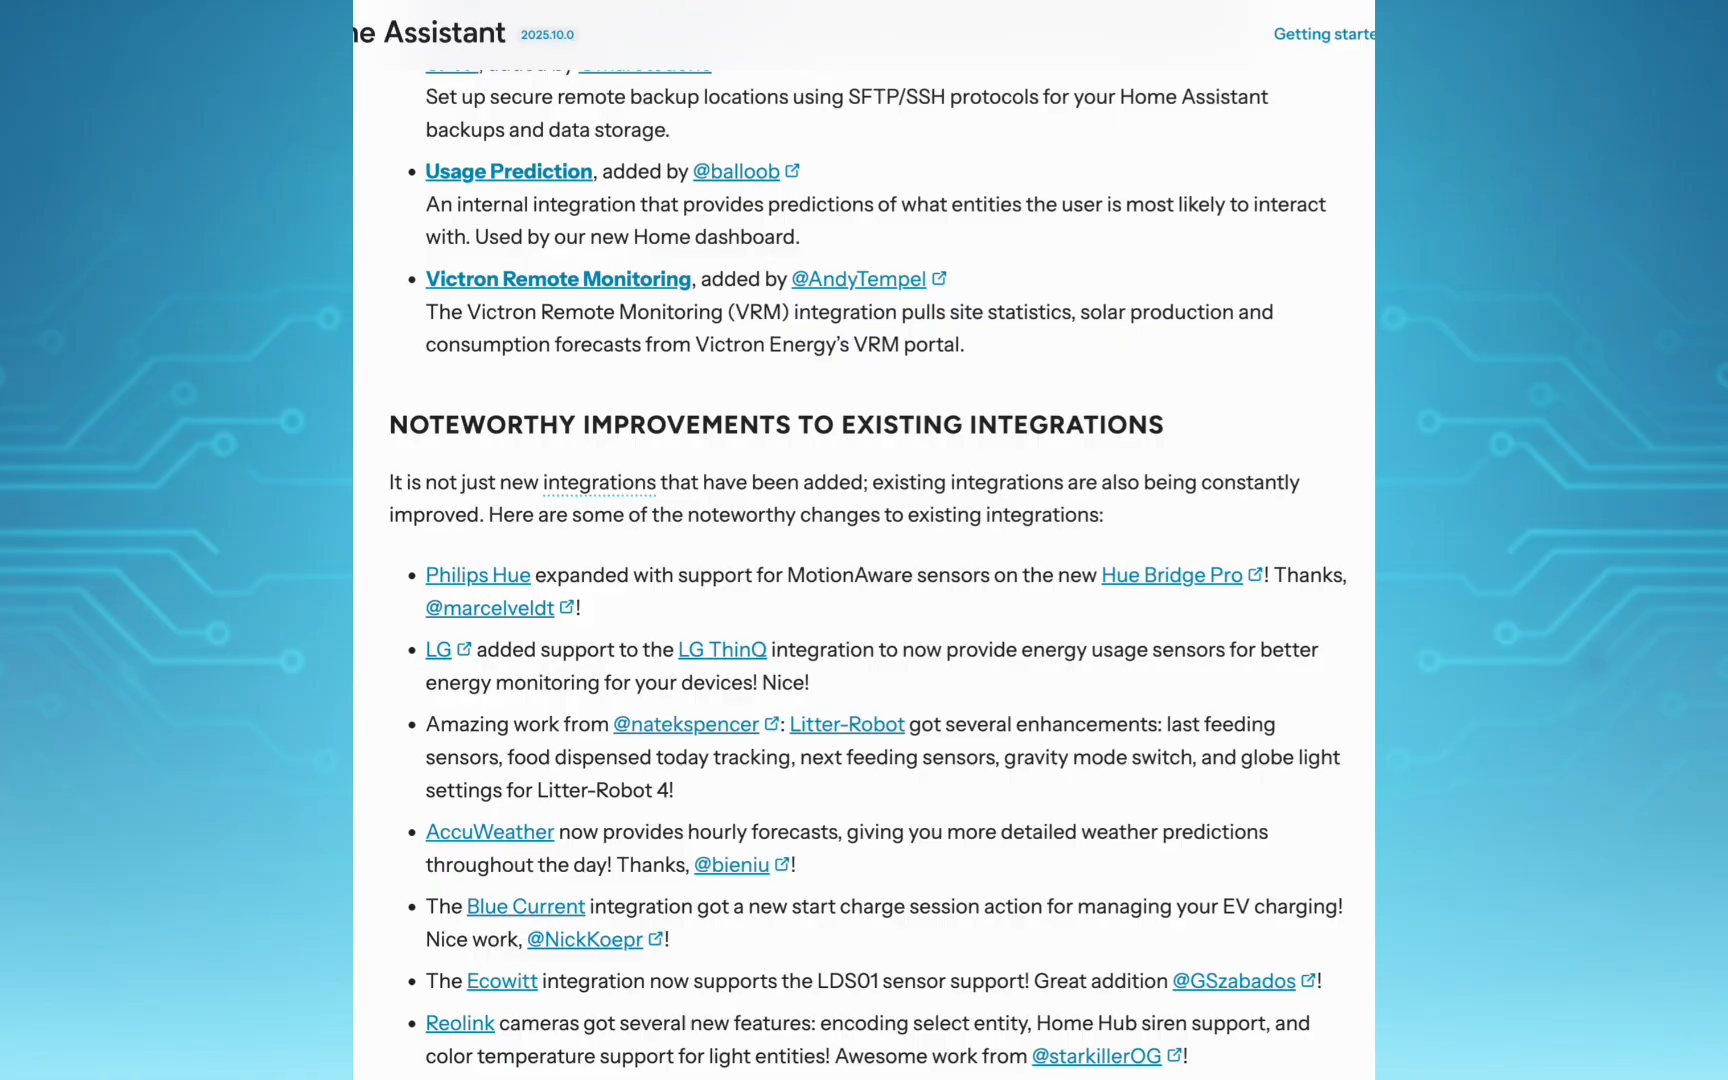 me Assistant 2025.10.0
Getting starte
Set up secure remote backup locations using SFTP/SSH protocols for your Home Assistant
backups and data storage.
• Usage Prediction, added by @balloob
An internal integration that provides predictions of what entities the user is most likely to interact
with. Used by our new Home dashboard.
• Victron Remote Monitoring, added by @AndyTempel
The Victron Remote Monitoring (VRM) integration pulls site statistics, solar production and
consumption forecasts from Victron Energy’s VRM portal.
NOTEWORTHY IMPROVEMENTS TO EXISTING INTEGRATIONS
It is not just new integrations that have been added; existing integrations are also being constantly
improved. Here are some of the noteworthy changes to existing integrations:
• Philips Hue expanded with support for MotionAware sensors on the new Hue Bridge Pro! Thanks,
@marcelveldt!
• LG added support to the LG ThinQ integration to now provide energy usage sensors for better
energy monitoring for your devices! Nice!
• Amazing work from @natekspencer: Litter-Robot got several enhancements: last feeding
sensors, food dispensed today tracking, next feeding sensors, gravity mode switch, and globe light
settings for Litter-Robot 4!
• AccuWeather now provides hourly forecasts, giving you more detailed weather predictions
throughout the day! Thanks, @bieniu!
• The Blue Current integration got a new start charge session action for managing your EV charging!
Nice work, @NickKoepr!
• The Ecowitt integration now supports the LDS01 sensor support! Great addition @GSzabados!
• Reolink cameras got several new features: encoding select entity, Home Hub siren support, and
color temperature support for light entities! Awesome work from @starkillerOG!